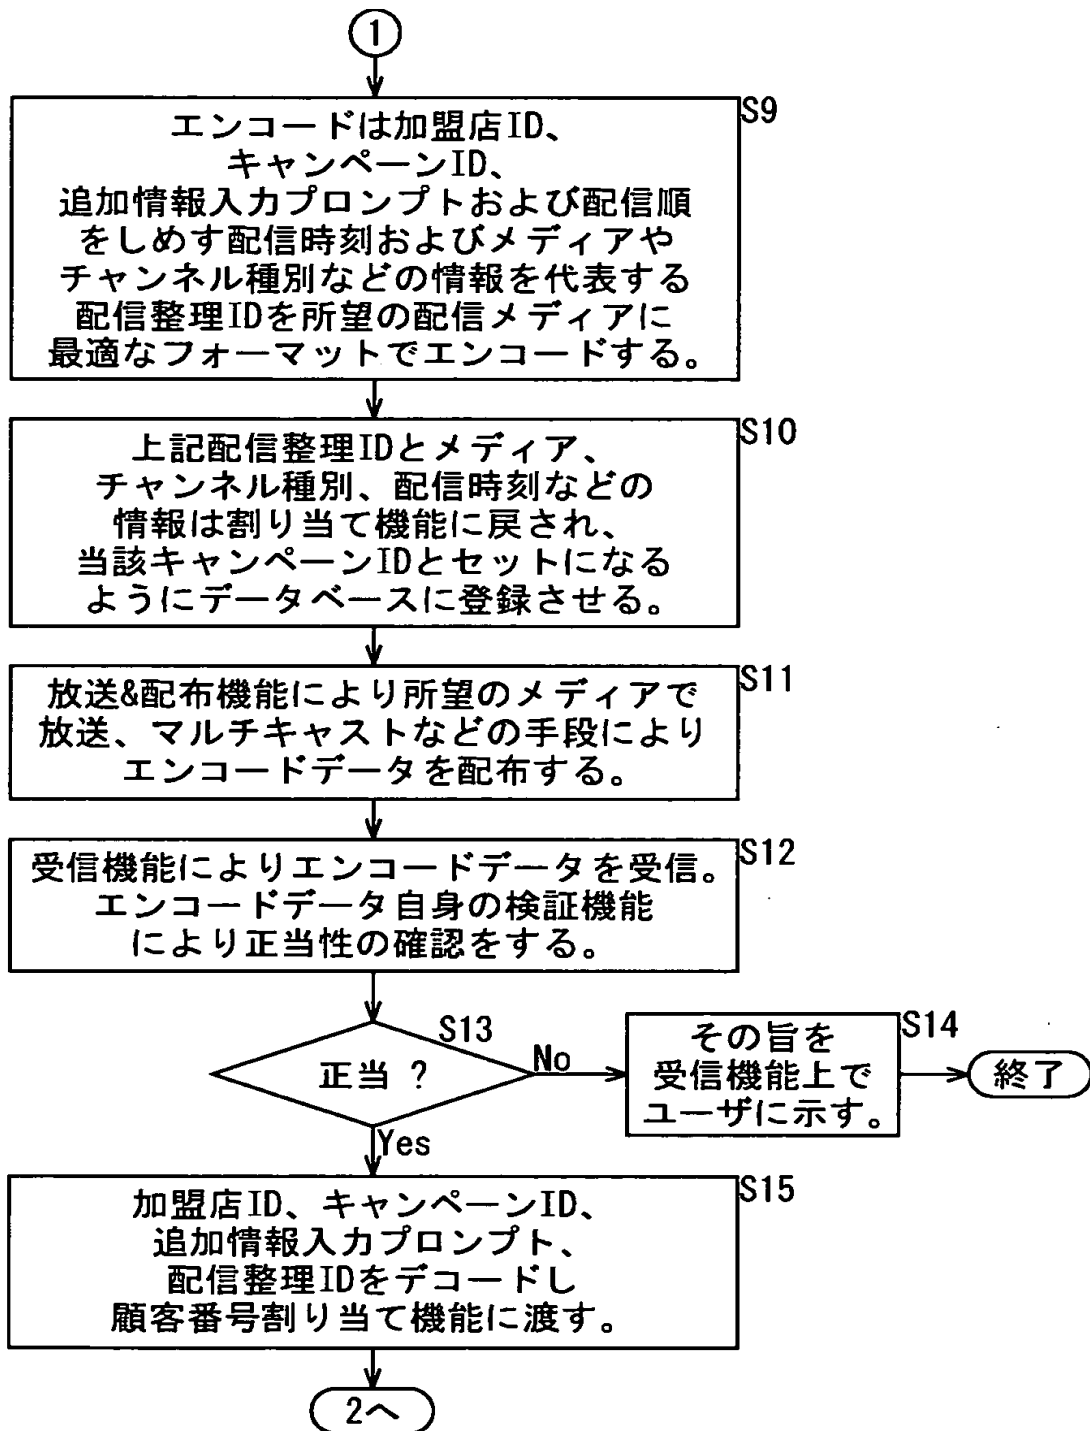 1
S9
エンコードは加盟店ID、
キャンペーンID、
追加情報入力プロンプトおよび配信順
をしめす配信時刻およびメディアや
チャンネル種別などの情報を代表する
配信整理IDを所望の配信メディアに
最適なフォーマットでエンコードする。
S10
上記配信整理IDとメディア、
チャンネル種別、配信時刻などの
情報は割り当て機能に戻され、
当該キャンペーンIDとセットになる
ようにデータベースに登録させる。
S11
放送&配布機能により所望のメディアで
放送、マルチキャストなどの手段により
エンコードデータを配布する。
S12
受信機能によりエンコードデータを受信。
エンコードデータ自身の検証機能
により正当性の確認をする。
S13
正当？
No
S14
その旨を
受信機能上で
ユーザに示す。
終了
Yes
S15
加盟店ID、キャンペーンID、
追加情報入力プロンプト、
配信整理IDをデコードし
顧客番号割り当て機能に渡す。
2へ